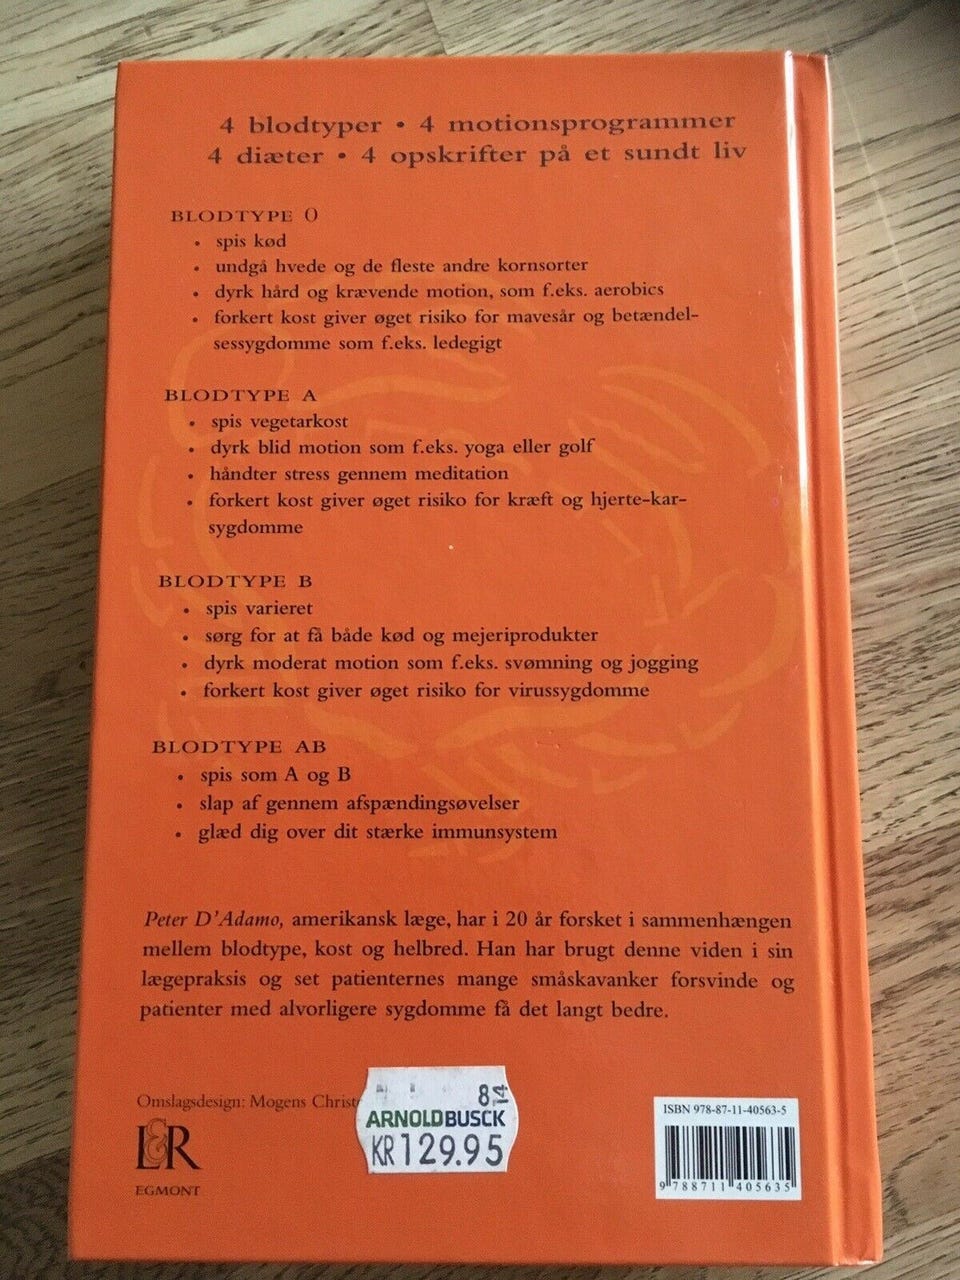 4 blodtyper • 4 motionsprogrammer
4 diæter • 4 opskrifter på et sundt liv
BLODTYPE 0
• spis kød
• undgå hvede og de fleste andre kornsorter
• dyrk hård og krævende motion, som f.eks. aerobics
• forkert kost giver øget risiko for mavesår og betændel-
sessygdomme som f.eks. ledegigt
BLODTYPE A
• spis vegetarkost
• dyrk blid motion som f.eks. yoga eller golf
• håndter stress gennem meditation
• forkert kost giver øget risiko for kræft og hjerte-kar-
sygdomme
BLODTYPE B
• spis varieret
• sørg for at få både kød og mejeriprodukter
• dyrk moderat motion som f.eks. svømning og jogging
• forkert kost giver øget risiko for virussygdomme
BLODTYPE AB
• spis som A og B
• slap af gennem afspændingsøvelser
• glæd dig over dit stærke immunsystem
Peter D'Adamo, amerikansk læge, har i 20 år forsket i sammenhængen
mellem blodtype, kost og helbred. Han har brugt denne viden i sin
lægepraksis og set patienternes mange småskavanker forsvinde og
patienter med alvorligere sygdomme få det langt bedre.
Omslagsdesign: Mogens
L&R
EGMONT
8 14
ARNOLD BUSCK
KR 129.95
ISBN 978-87-11-40563-5
9 788711 405635